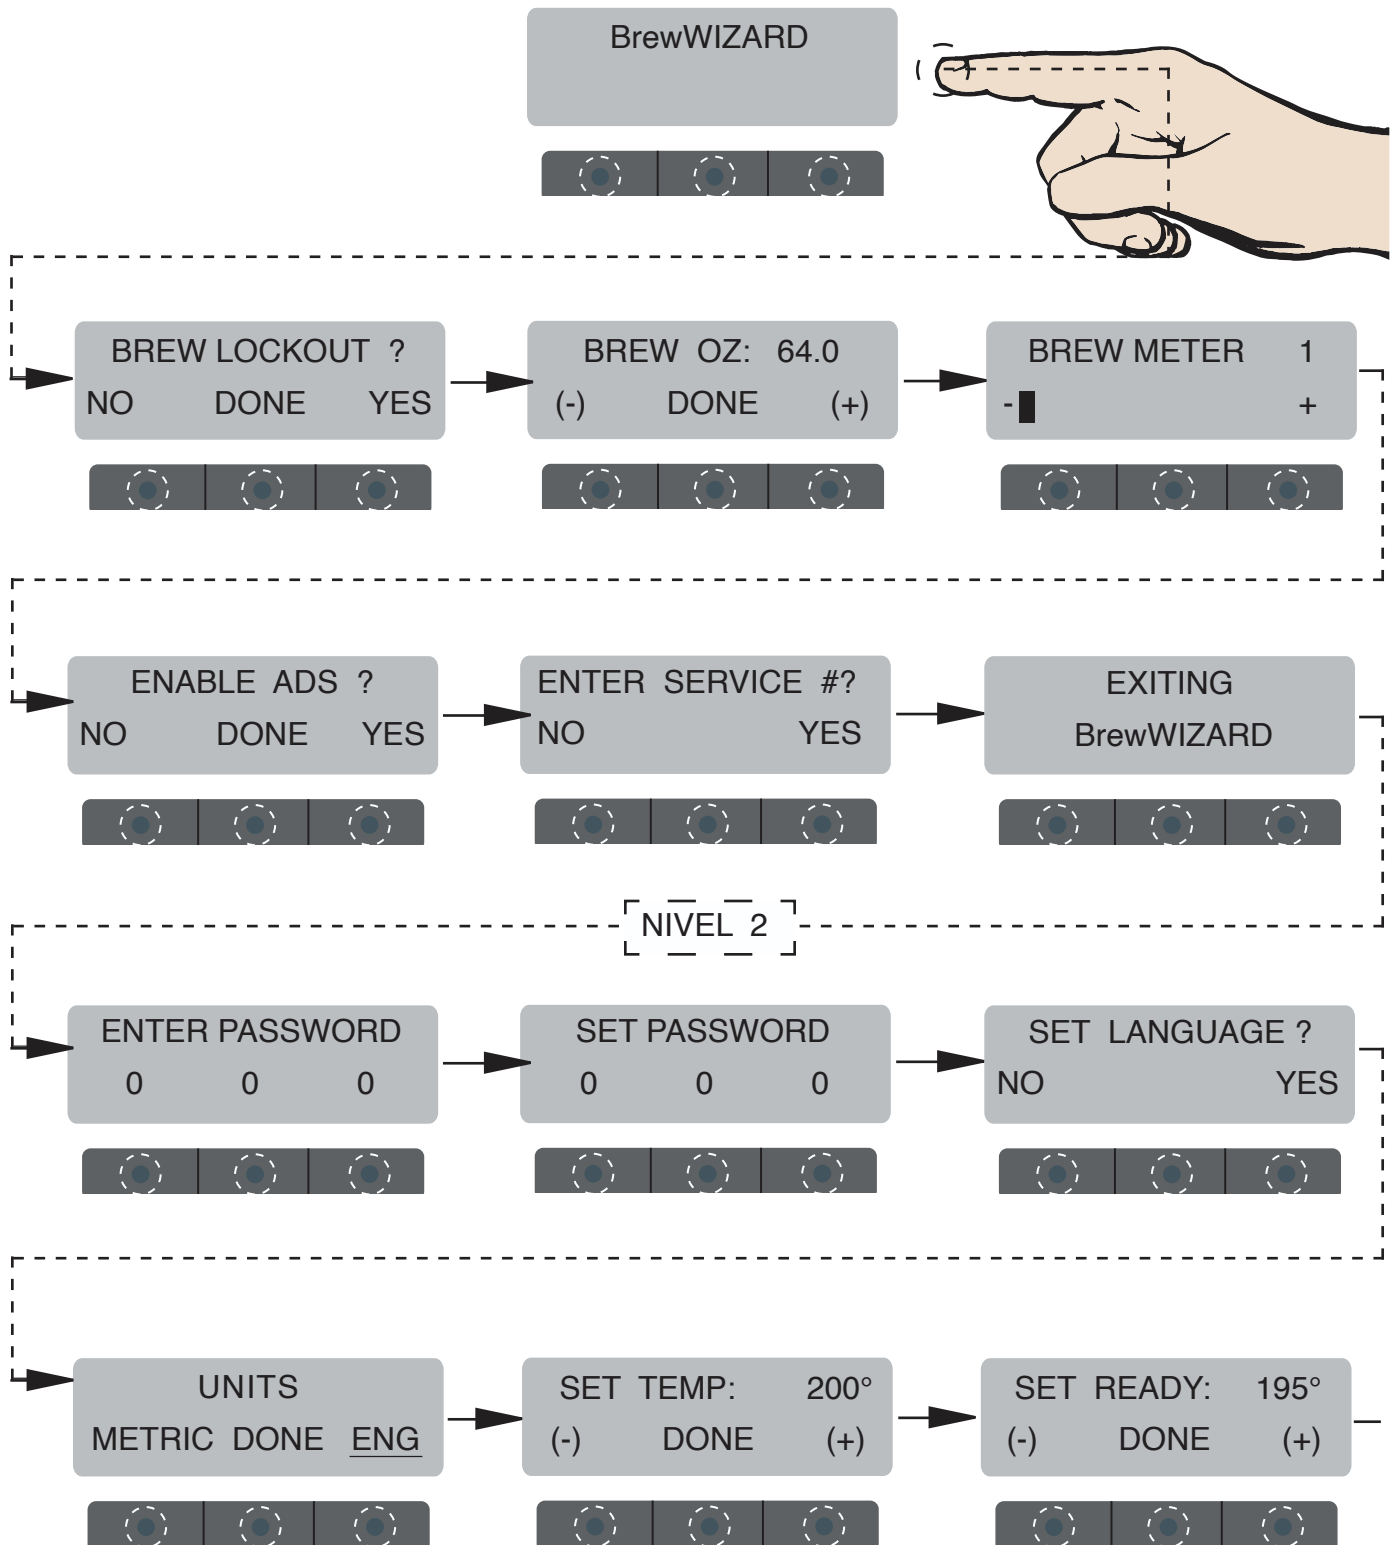 BrewWIZARD
BREW LOCKOUT ?
NO DONE YES
BREW OZ: 64.0
(-) DONE (+)
BREW METER 1
- +
ENABLE ADS ?
NO DONE YES
ENTER SERVICE #?
NO YES
EXITING
BrewWIZARD
NIVEL 2
ENTER PASSWORD
0 0 0
SET PASSWORD
0 0 0
SET LANGUAGE ?
NO YES
UNITS
METRIC DONE ENG
SET TEMP: 200°
(-) DONE (+)
SET READY: 195°
(-) DONE (+)